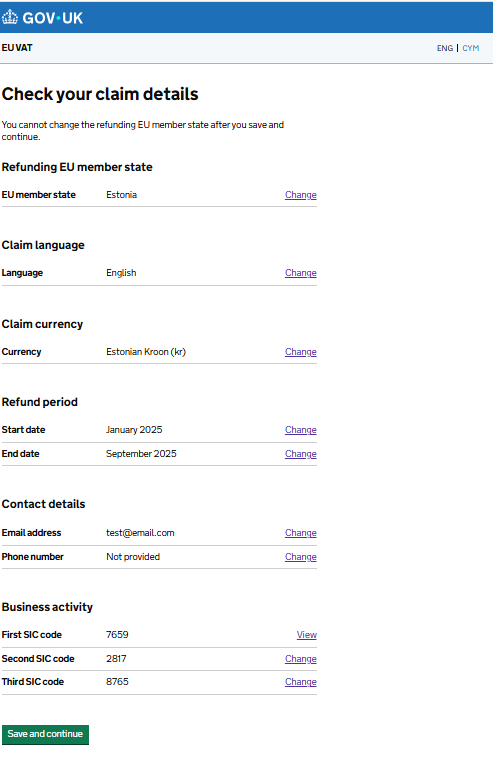 GOV·UK
EU VAT
ENG | CYM
Check your claim details
You cannot change the refunding EU member state after you save and
continue.
Refunding EU member state
EU member state Estonia Change
Claim language
Language English Change
Claim currency
Currency Estonian Kroon (kr) Change
Refund period
Start date January 2025 Change
End date September 2025 Change
Contact details
Email address test@email.com Change
Phone number Not provided Change
Business activity
First SIC code 7659 View
Second SIC code 2817 Change
Third SIC code 8765 Change
Save and continue